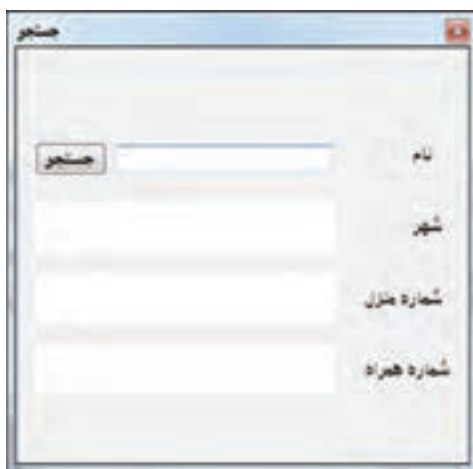 جستجو
نام
جستجو
شهر
شماره منزل
شماره همراه